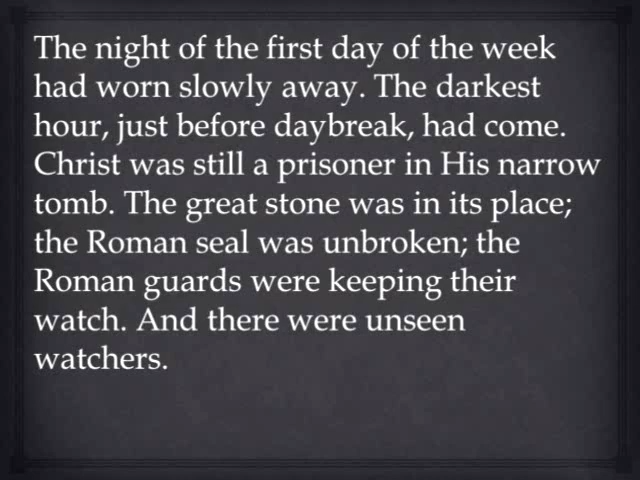 The night of the first day of the week
had worn slowly away. The darkest
hour, just before daybreak, had come.
Christ was still a prisoner in His narrow
tomb. The great stone was in its place;
the Roman seal was unbroken; the
Roman guards were keeping their
watch. And there were unseen
watchers.